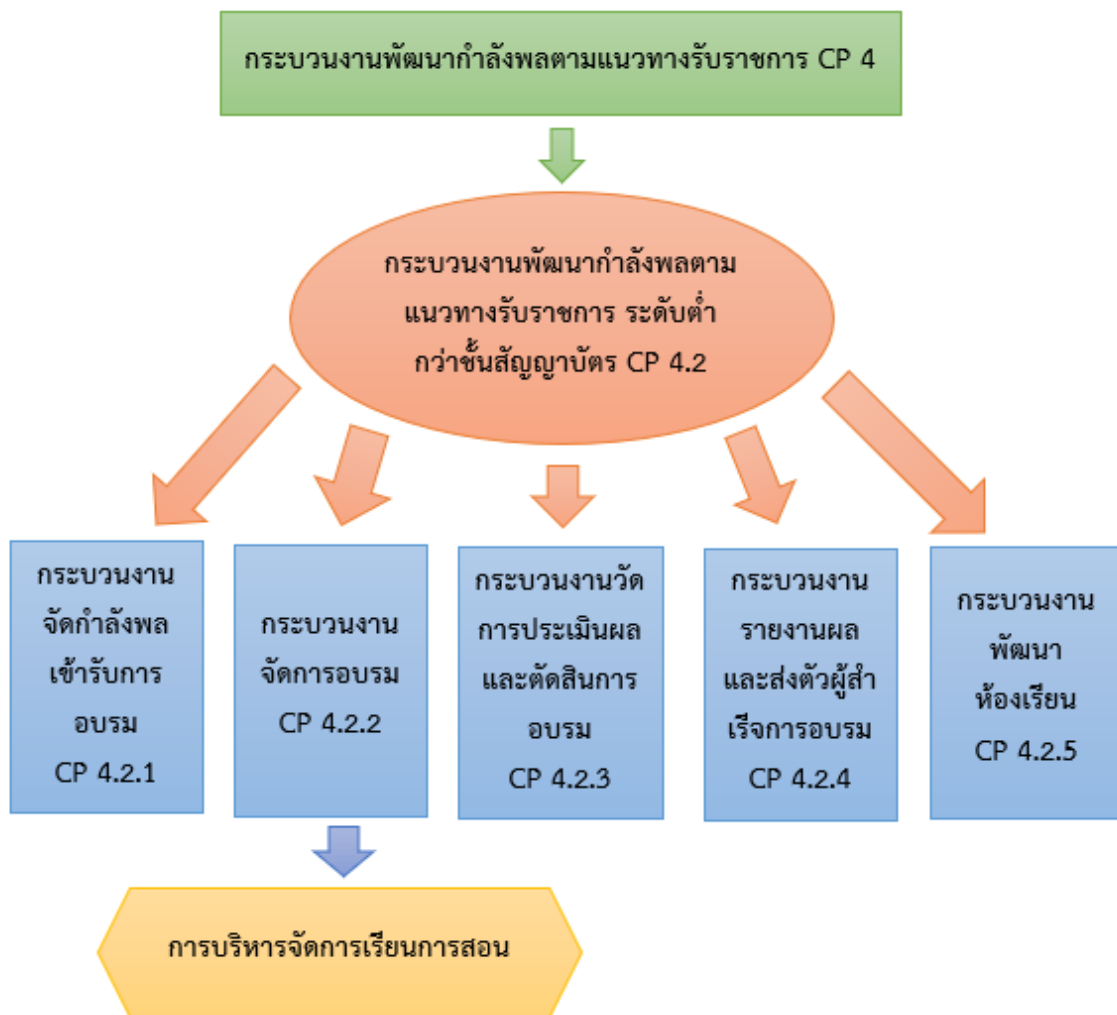 กระบวนงานพัฒนากำลังพลตามแนวทางรับราชการ CP 4
กระบวนงานพัฒนากำลังพลตาม
แนวทางรับราชการ ระดับต่ำ
กว่าชั้นสัญญาบัตร CP 4.2
กระบวนงาน
จัดกำลังพล
เข้ารับการ
อบรม
CP 4.2.1
กระบวนงาน
จัดการอบรม
CP 4.2.2
กระบวนงานวัด
การประเมินผล
และตัดสินการ
อบรม
CP 4.2.3
กระบวนงาน
รายงานผล
และส่งตัวผู้สำ
เร็จการอบรม
CP 4.2.4
กระบวนงาน
พัฒนา
ห้องเรียน
CP 4.2.5
การบริหารจัดการเรียนการสอน